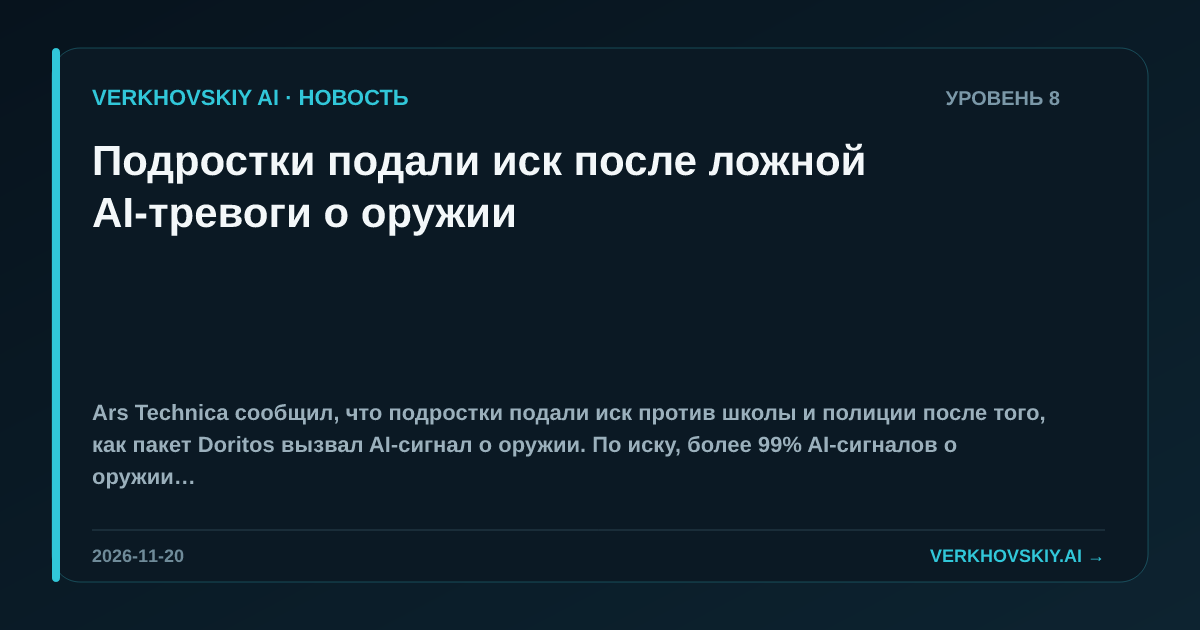 VERKHOVSKIY AI · НОВОСТЬ
УРОВЕНЬ 8
Подростки подали иск после ложной
AI-тревоги о оружии
Ars Technica сообщил, что подростки подали иск против школы и полиции после того,
как пакет Doritos вызвал AI-сигнал о оружии. По иску, более 99% AI-сигналов о
оружии…
2026-11-20
VERKHOVSKIY.AI →